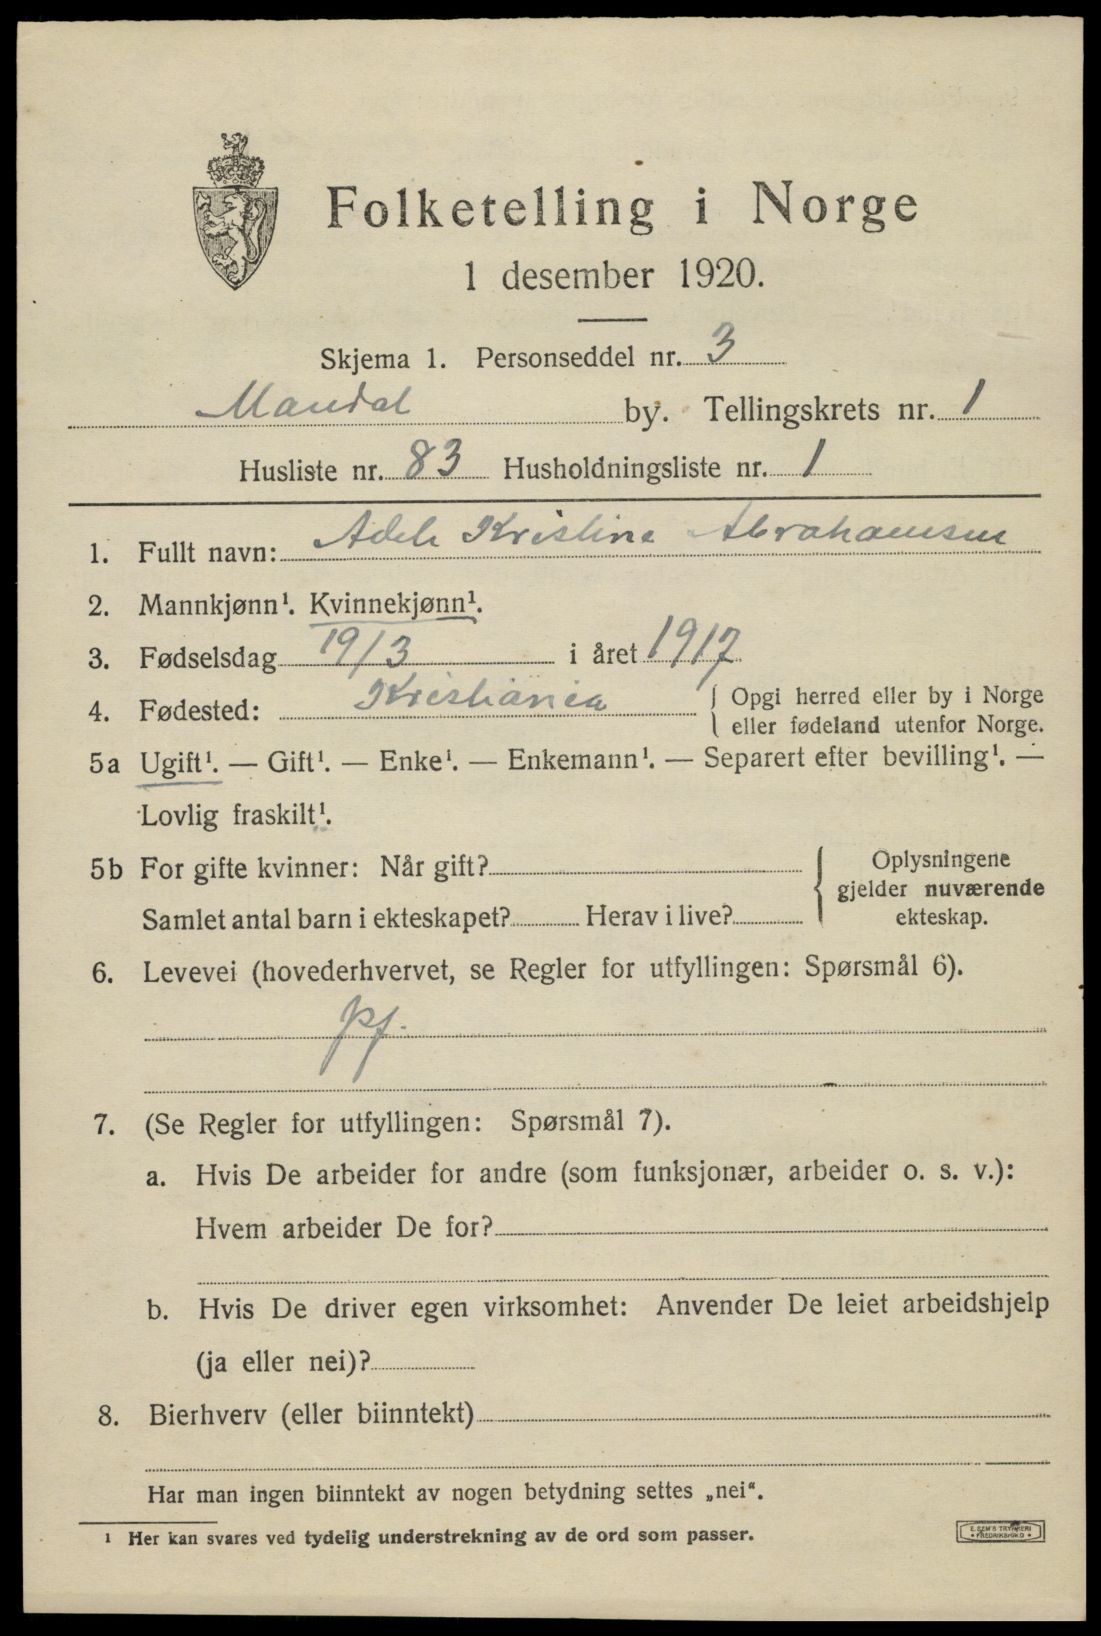 Folketelling i Norge
1 desember 1920.
Skjema 1. Personseddel nr. 3
Mandal by. Tellingskrets nr. 1
Husliste nr. 83 Husholdningsliste nr. 1
1. Fullt navn: Adele Kristine Abrahamsen
2. Mannkjønn¹. Kvinnekjønn¹.
3. Fødselsdag 19/3 i året 1917
4. Fødested: Kristiania { Opgi herred eller by i Norge
eller fødeland utenfor Norge.
5a Ugift¹. — Gift¹. — Enke¹. — Enkemann¹. — Separert efter bevilling¹. —
Lovlig fraskilt¹.
5b For gifte kvinner: Når gift?
Samlet antal barn i ekteskapet? Herav i live?
{ Oplysningene
gjelder nuværende
ekteskap.
6. Levevei (hovederhvervet, se Regler for utfyllingen: Spørsmål 6).
pf.
7. (Se Regler for utfyllingen: Spørsmål 7).
a. Hvis De arbeider for andre (som funksjonær, arbeider o. s. v.):
Hvem arbeider De for?
b. Hvis De driver egen virksomhet: Anvender De leiet arbeidshjelp
(ja eller nei)?
8. Bierhverv (eller biinntekt)
Har man ingen biinntekt av nogen betydning settes „nei“.
¹ Her kan svares ved tydelig understrekning av de ord som passer.
E. SEM'S TRYKKERI
• FREDRIKSHALD •